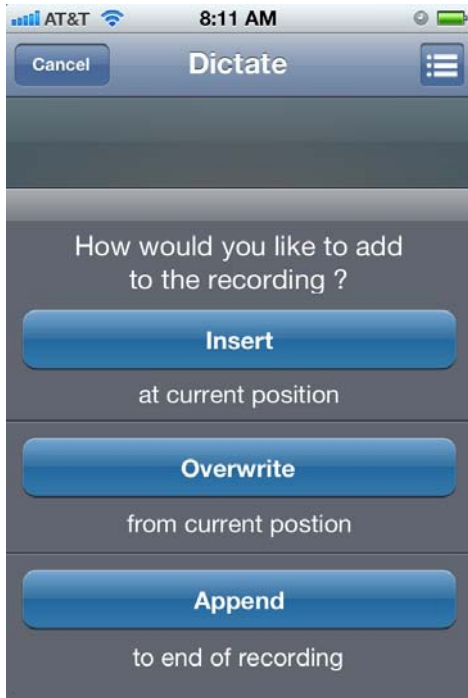 AT&T 8:11 AM
Cancel Dictate
How would you like to add
to the recording ?
Insert
at current position
Overwrite
from current postion
Append
to end of recording